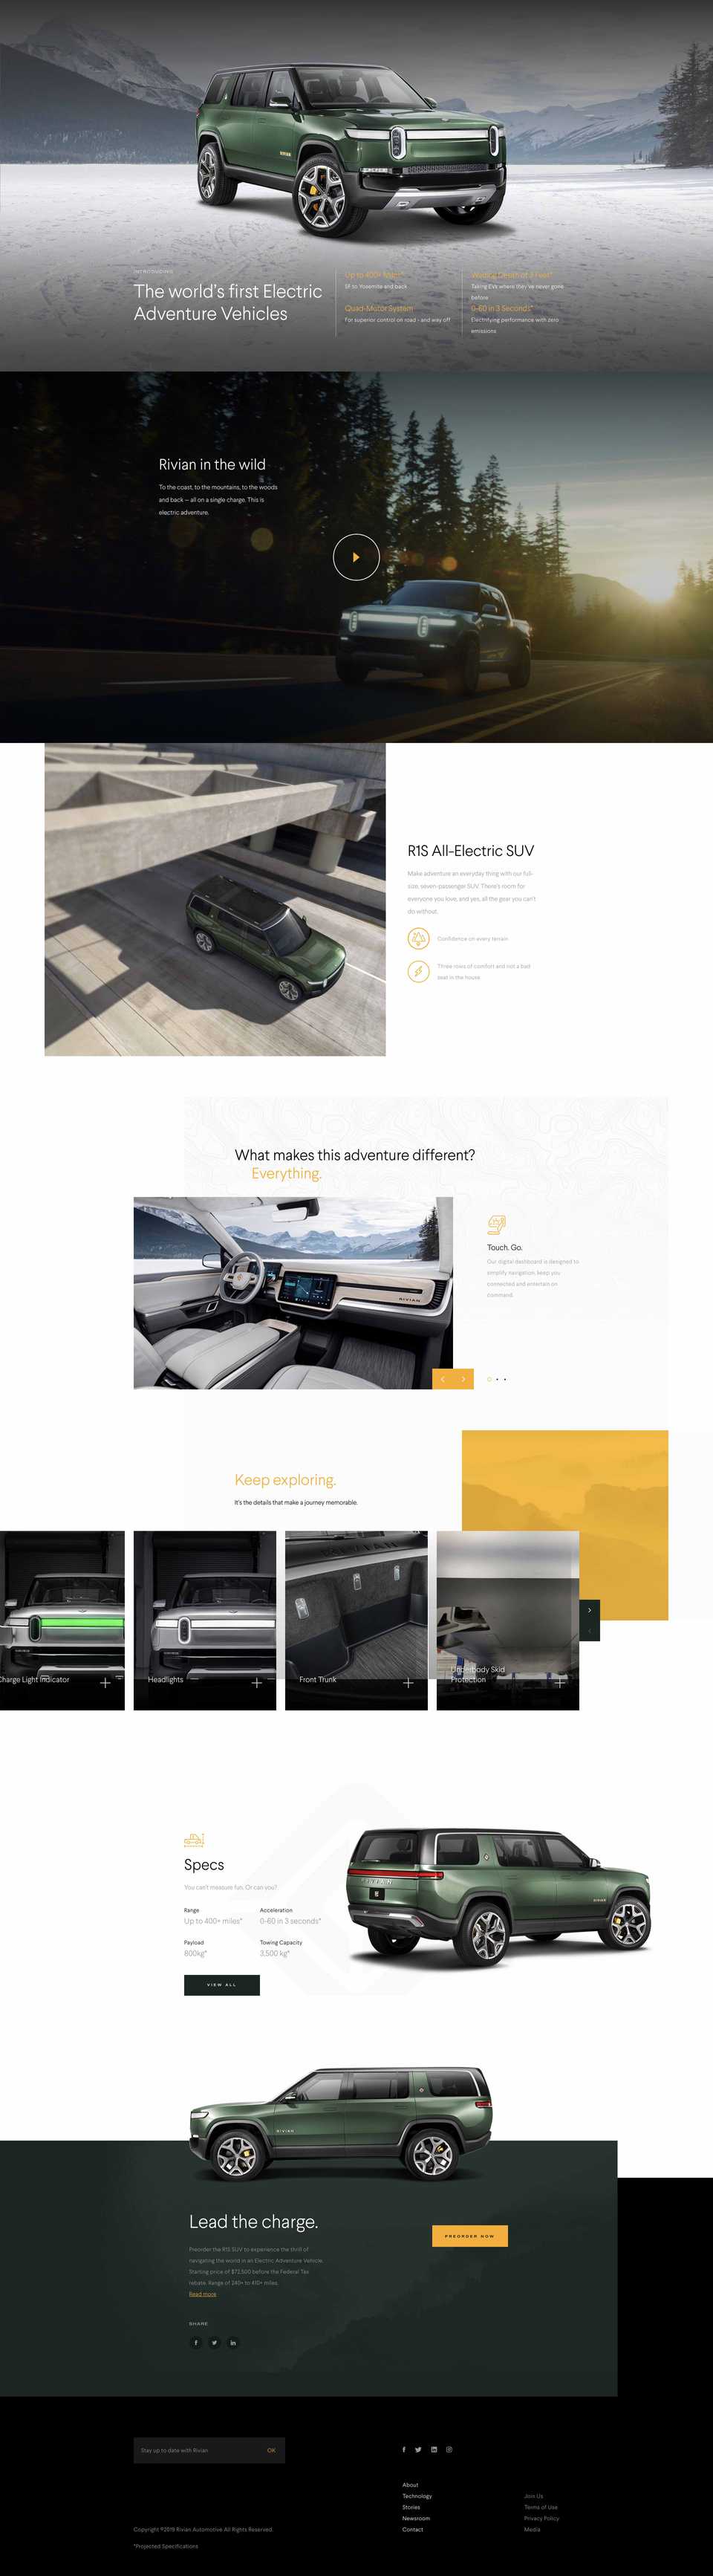 INTRODUCING
The world's first Electric
Adventure Vehicles
Up to 400+ Miles*
SF to Yosemite and back
Quad-Motor System
For superior control on road - and way off
Wading Depth of 3 Feet*
Taking EVs where they've never gone
before
0-60 in 3 Seconds*
Electrifying performance with zero
emissions
Rivian in the wild
To the coast, to the mountains, to the woods
and back – all on a single charge. This is
electric adventure.
R1S All-Electric SUV
Make adventure an everyday thing with our full-
size, seven-passenger SUV. There's room for
everyone you love, and yes, all the gear you can't
do without.
Confidence on every terrain
Three rows of comfort and not a bad
seat in the house
What makes this adventure different?
Everything.
RIVIAN
Touch. Go.
Our digital dashboard is designed to
simplify navigation, keep you
connected and entertain on
command.
Keep exploring.
It's the details that make a journey memorable.
Charge Light Indicator
Headlights
Front Trunk
Underbody Skid
Protection
Specs
You can't measure fun. Or can you?
Range
Acceleration
Up to 400+ miles*
0-60 in 3 seconds*
Payload
Towing Capacity
800kg*
3,500 kg*
VIEW ALL
RIVIAN
RIVIAN
Lead the charge.
PREORDER NOW
Preorder the R1S SUV to experience the thrill of
navigating the world in an Electric Adventure Vehicle.
Starting price of $72,500 before the Federal Tax
rebate. Range of 240+ to 410+ miles.
Read more
SHARE
Stay up to date with Rivian
OK
About
Technology
Stories
Newsroom
Contact
Join Us
Terms of Use
Privacy Policy
Media
Copyright ©2019 Rivian Automotive All Rights Reserved.
*Projected Specifications